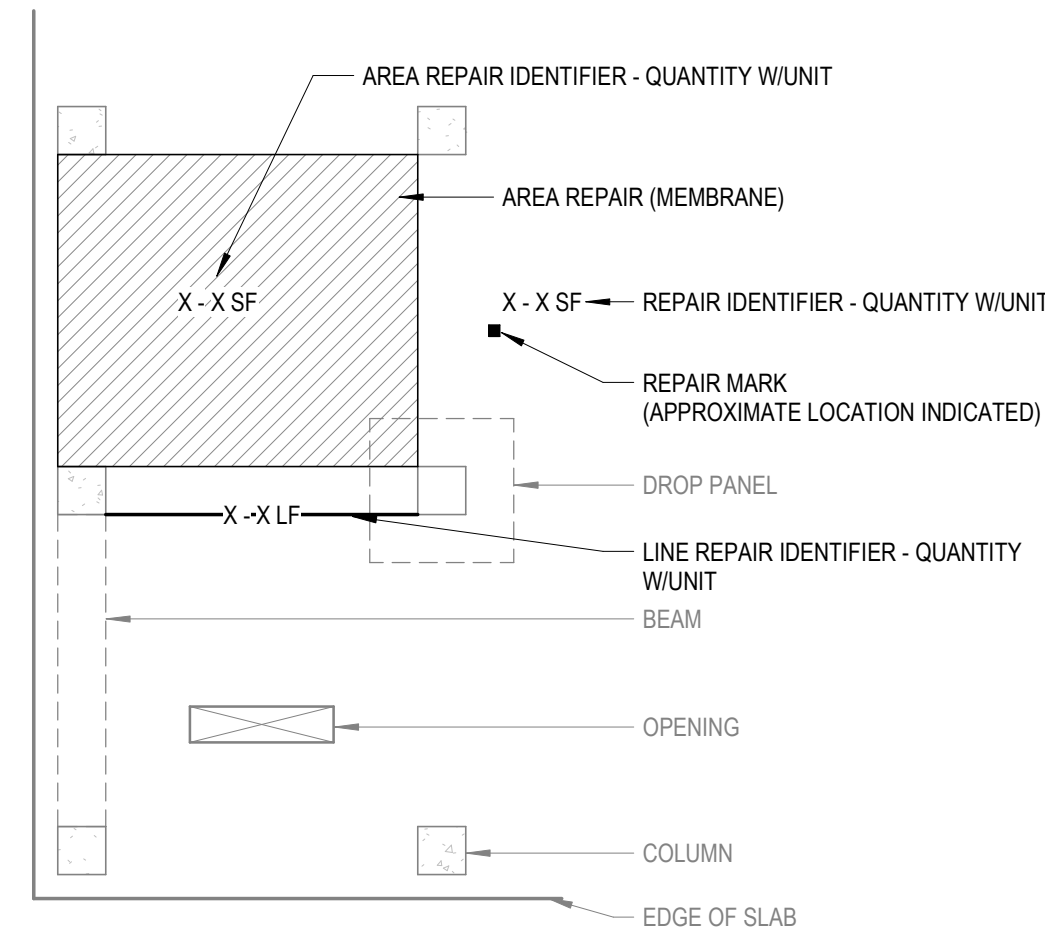 AREA REPAIR IDENTIFIER - QUANTITY W/UNIT
AREA REPAIR (MEMBRANE)
X - X SF
X - X SF
REPAIR IDENTIFIER - QUANTITY W/UNIT
REPAIR MARK
(APPROXIMATE LOCATION INDICATED)
DROP PANEL
X - X LF
LINE REPAIR IDENTIFIER - QUANTITY
W/UNIT
BEAM
OPENING
COLUMN
EDGE OF SLAB